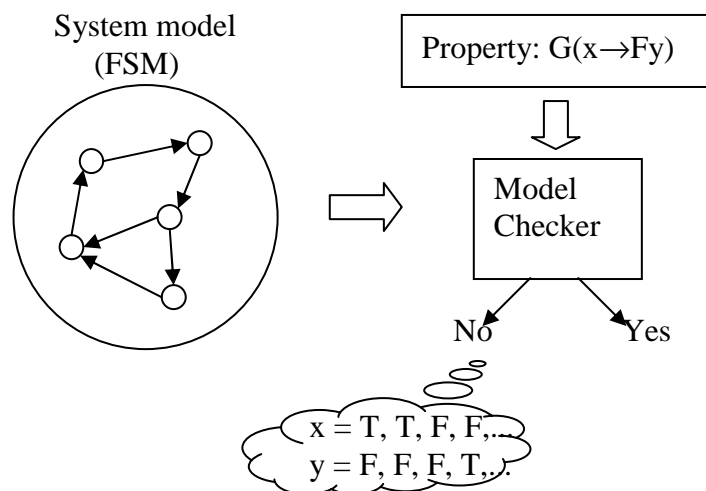 System model
(FSM)
Property: G(x→Fy)
Model
Checker
No
Yes
x = T, T, F, F,...
y = F, F, F, T,...